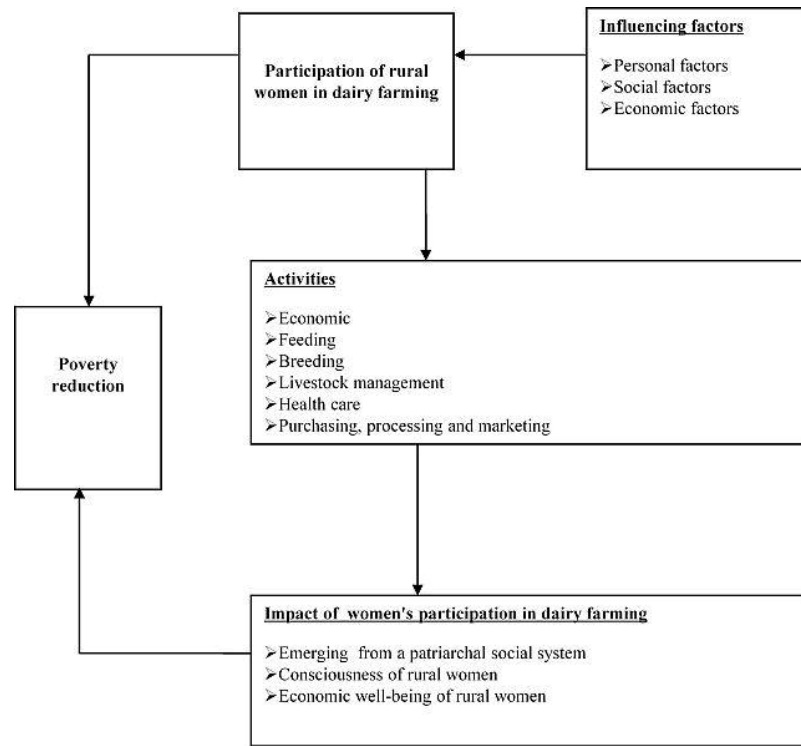 Participation of rural
women in dairy farming
Influencing factors
➢Personal factors
➢Social factors
➢Economic factors
Activities
➢Economic
➢Feeding
➢Breeding
➢Livestock management
➢Health care
➢Purchasing, processing and marketing
Poverty
reduction
Impact of women's participation in dairy farming
➢Emerging from a patriarchal social system
➢Consciousness of rural women
➢Economic well-being of rural women